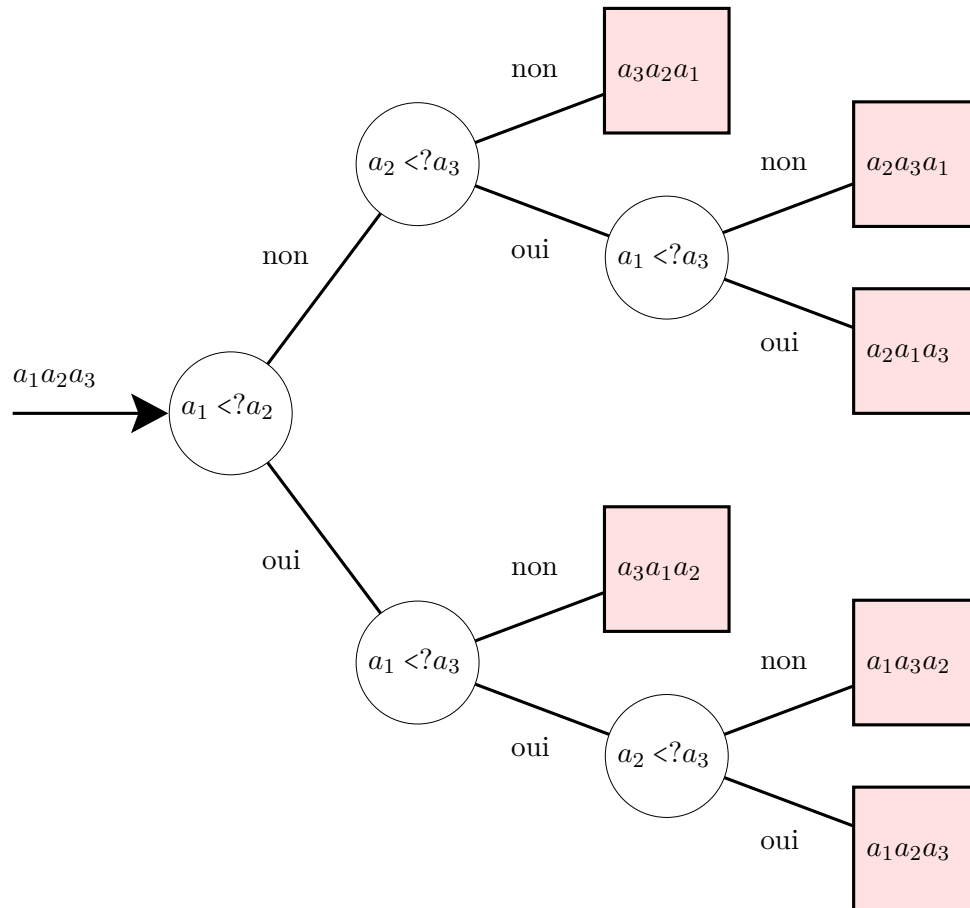 non
a₃a₂a₁
a₂ <?a₃
non
a₂a₃a₁
non
oui
a₁ <?a₃
oui
a₂a₁a₃
a₁a₂a₃
a₁ <?a₂
oui
non
a₃a₁a₂
a₁ <?a₃
non
a₁a₃a₂
oui
a₂ <?a₃
oui
a₁a₂a₃